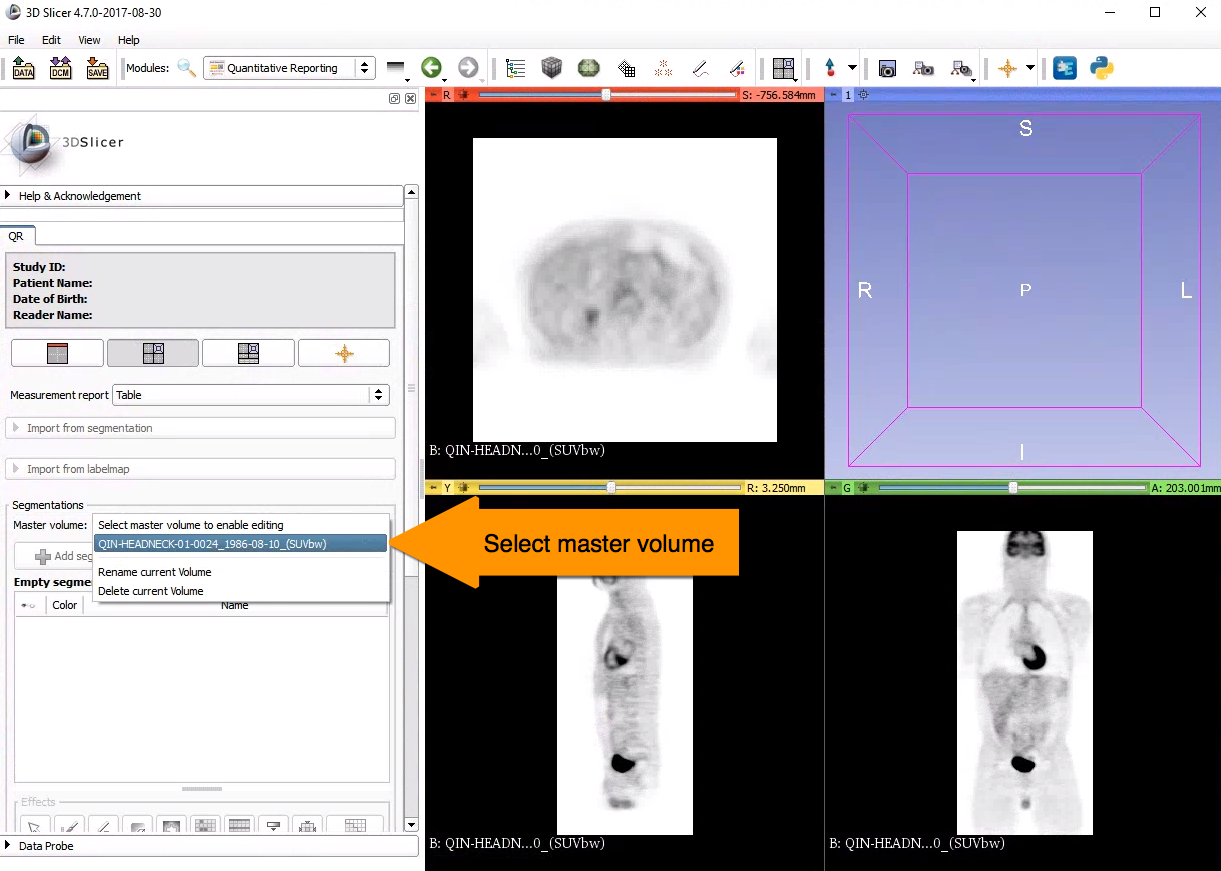 3D Slicer 4.7.0-2017-08-30
File Edit View Help
DATA DCM SAVE Modules: Quantitative Reporting
3DSlicer
Help & Acknowledgement
QR
Study ID:
Patient Name:
Date of Birth:
Reader Name:
Measurement report Table
Import from segmentation
Import from labelmap
Segmentations
Master volume: Select master volume to enable editing
QIN-HEADNECK-01-0024_1986-08-10_(SUVbw)
Add seg
Rename current Volume
Empty segme
Delete current Volume
Color Name
Effects
Data Probe
R S: -756.584mm
B: QIN-HEADN...0_(SUVbw)
1
S
R P L
I
Y R: 3.250mm
Select master volume
B: QIN-HEADN...0_(SUVbw)
G A: 203.001mm
B: QIN-HEADN...0_(SUVbw)